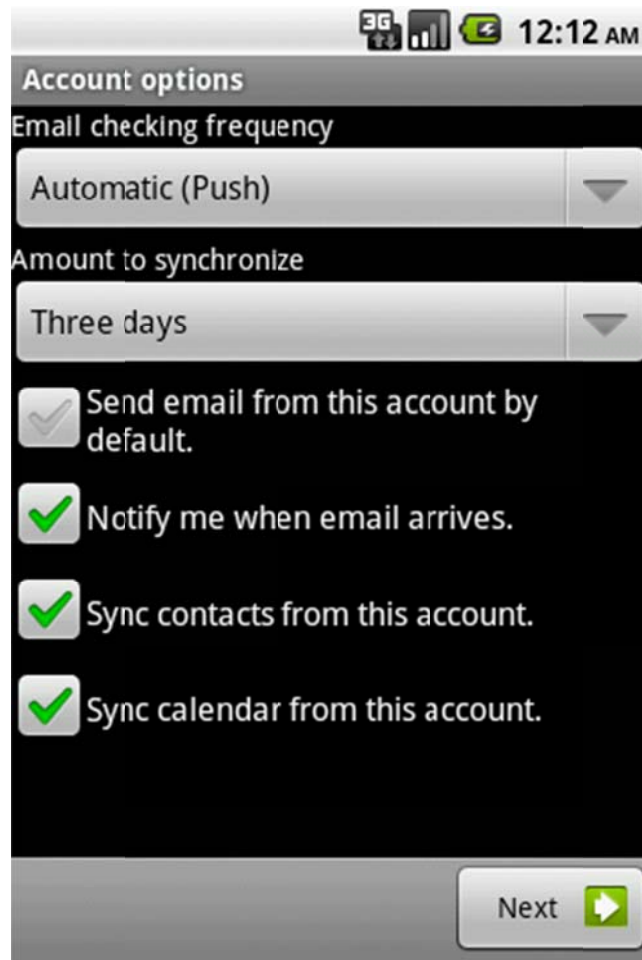 3G 12:12 AM
Account options
Email checking frequency
Automatic (Push)
Amount to synchronize
Three days
Send email from this account by
default.
Notify me when email arrives.
Sync contacts from this account.
Sync calendar from this account.
Next